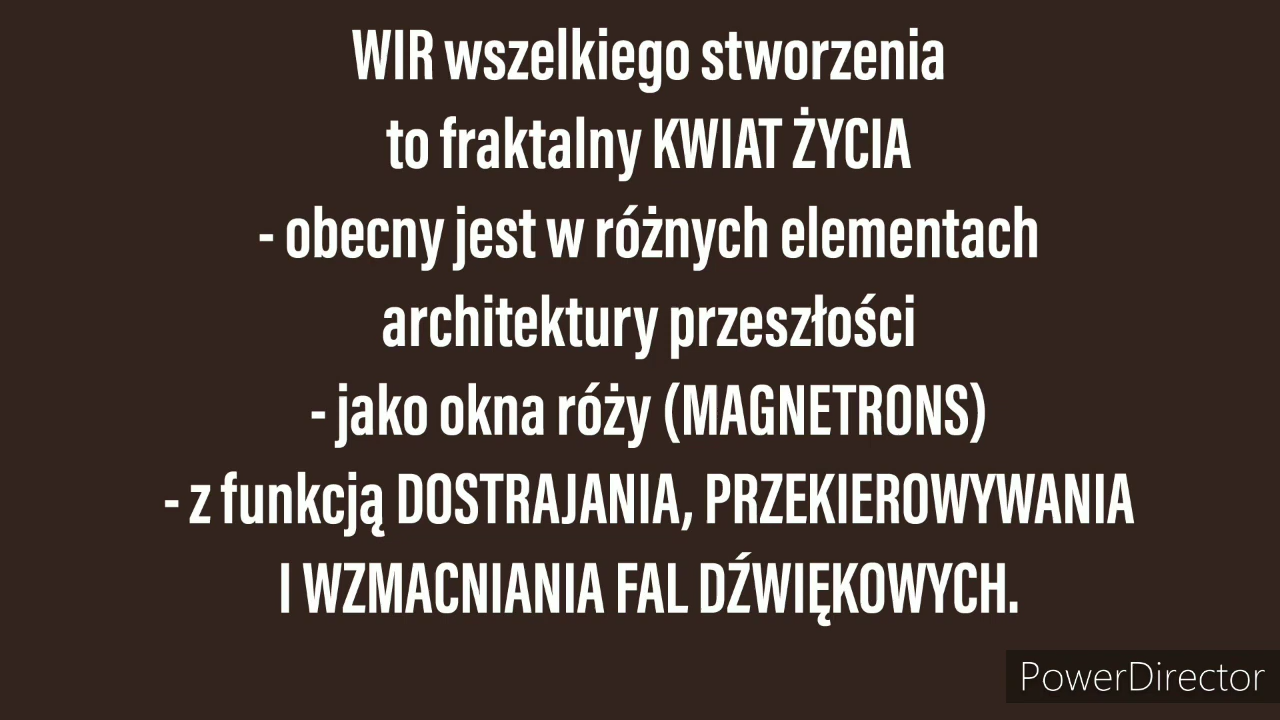 WIR wszelkiego stworzenia
to fraktalny KWIAT ŻYCIA
- obecny jest w różnych elementach
architektury przeszłości
- jako okna róży (MAGNETRONS)
- z funkcją DOSTRAJANIA, PRZEKIEROWYWANIA
I WZMACNIANIA FAL DŹWIĘKOWYCH.
PowerDirector